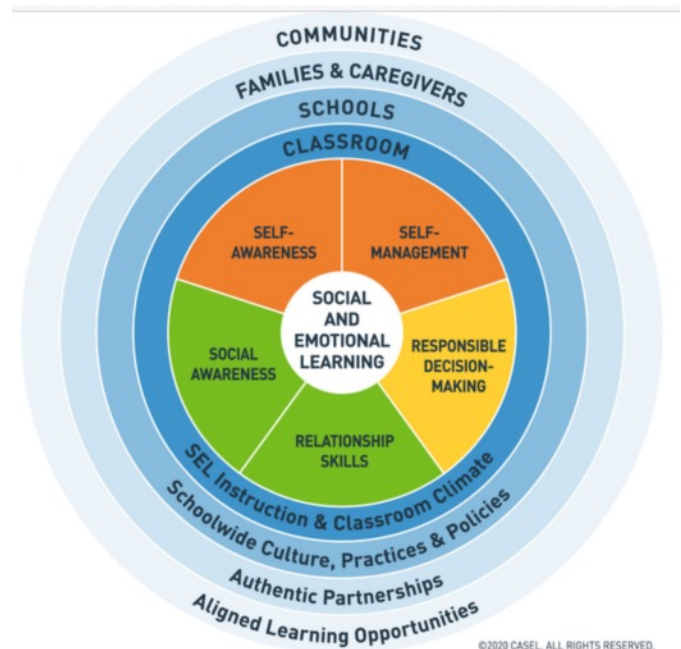 COMMUNITIES
FAMILIES & CAREGIVERS
SCHOOLS
CLASSROOM
SELF-
AWARENESS
SELF-
MANAGEMENT
SOCIAL
AND
EMOTIONAL
LEARNING
SOCIAL
AWARENESS
RESPONSIBLE
DECISION-
MAKING
RELATIONSHIP
SKILLS
SEL Instruction & Classroom Climate
Schoolwide Culture, Practices & Policies
Authentic Partnerships
Aligned Learning Opportunities
©2020 CASEL. ALL RIGHTS RESERVED.